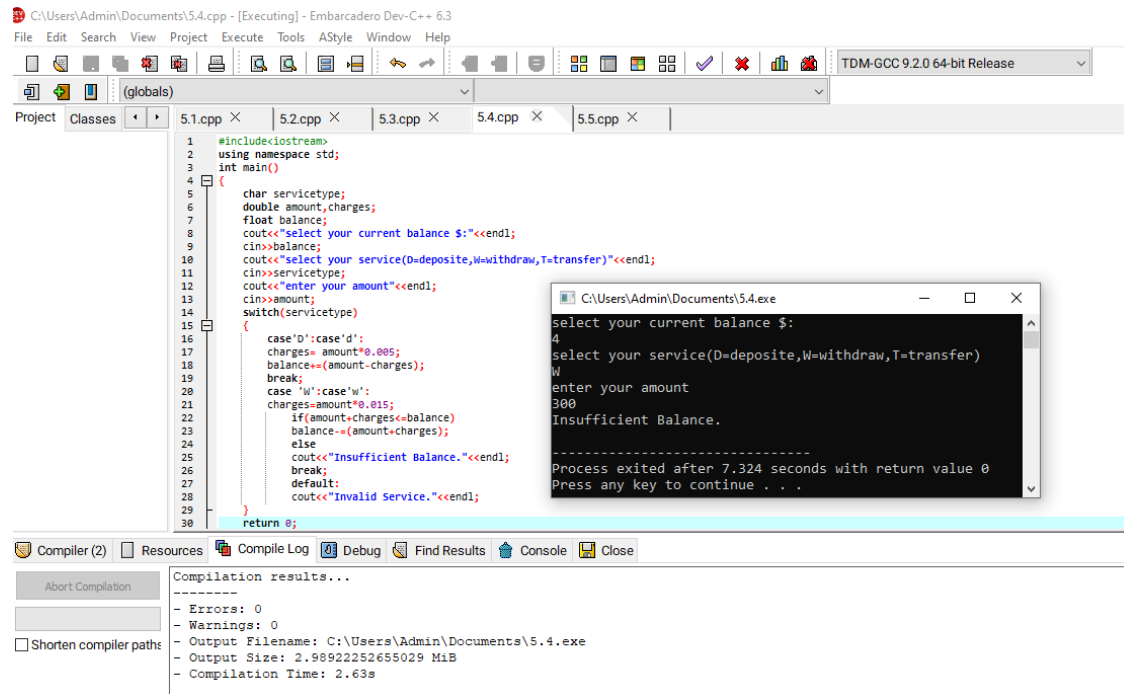 C:\Users\Admin\Documents\5.4.cpp - [Executing] - Embarcadero Dev-C++ 6.3
File Edit Search View Project Execute Tools AStyle Window Help
TDM-GCC 9.2.0 64-bit Release
(globals)
Project Classes 5.1.cpp 5.2.cpp 5.3.cpp 5.4.cpp 5.5.cpp
1 #include<iostream>
2 using namespace std;
3 int main()
4 {
5 char servicetype;
6 double amount,charges;
7 float balance;
8 cout<<"select your current balance $:"<<endl;
9 cin>>balance;
10 cout<<"select your service(D=deposite,W=withdraw,T=transfer)"<<endl;
11 cin>>servicetype;
12 cout<<"enter your amount"<<endl;
13 cin>>amount;
14 switch(servicetype)
15 {
16 case'D':case'd':
17 charges= amount*0.005;
18 balance+=(amount-charges);
19 break;
20 case 'W':case'w':
21 charges=amount*0.015;
22 if(amount+charges<=balance)
23 balance-=(amount+charges);
24 else
25 cout<<"Insufficient Balance."<<endl;
26 break;
27 default:
28 cout<<"Invalid Service."<<endl;
29 }
30 return 0;
C:\Users\Admin\Documents\5.4.exe
select your current balance $:
4
select your service(D=deposite,W=withdraw,T=transfer)
W
enter your amount
300
Insufficient Balance.
--------------------------------
Process exited after 7.324 seconds with return value 0
Press any key to continue . . .
Compiler (2) Resources Compile Log Debug Find Results Console Close
Abort Compilation
Shorten compiler paths
Compilation results...
--------
- Errors: 0
- Warnings: 0
- Output Filename: C:\Users\Admin\Documents\5.4.exe
- Output Size: 2.98922252655029 MiB
- Compilation Time: 2.63s